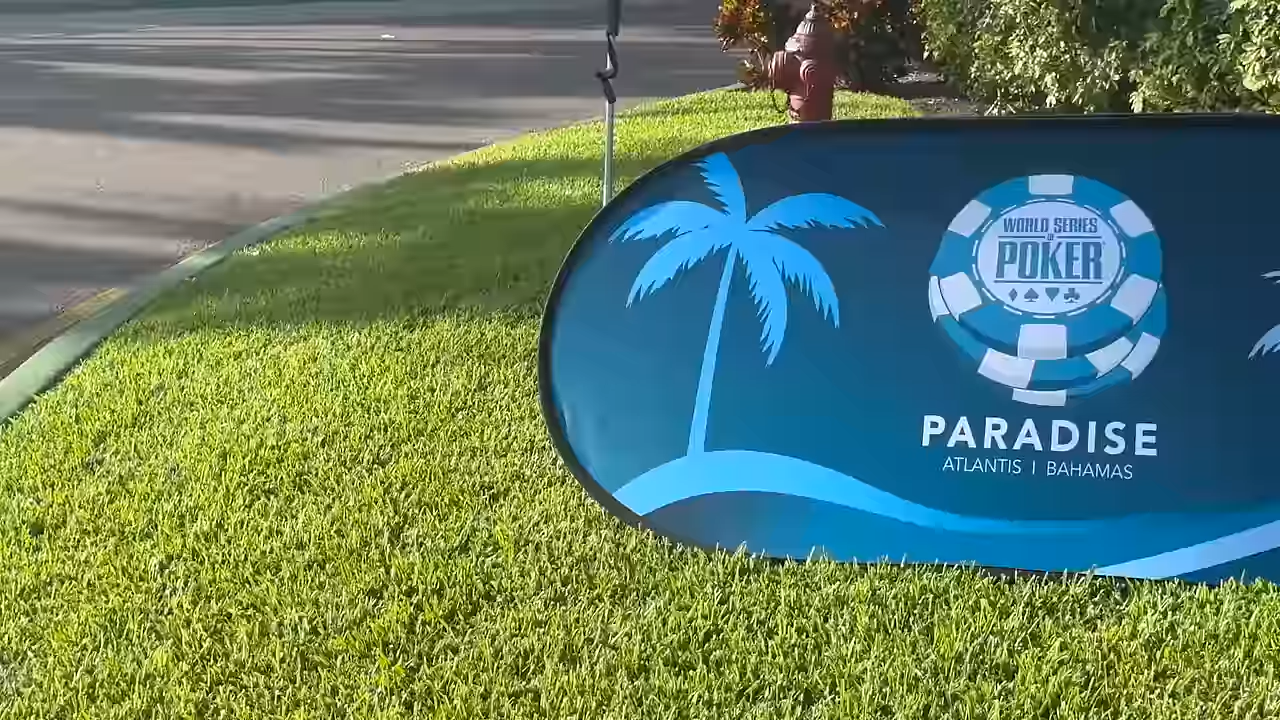 WORLD SERIES
OF
POKER
PARADISE
ATLANTIS | BAHAMAS